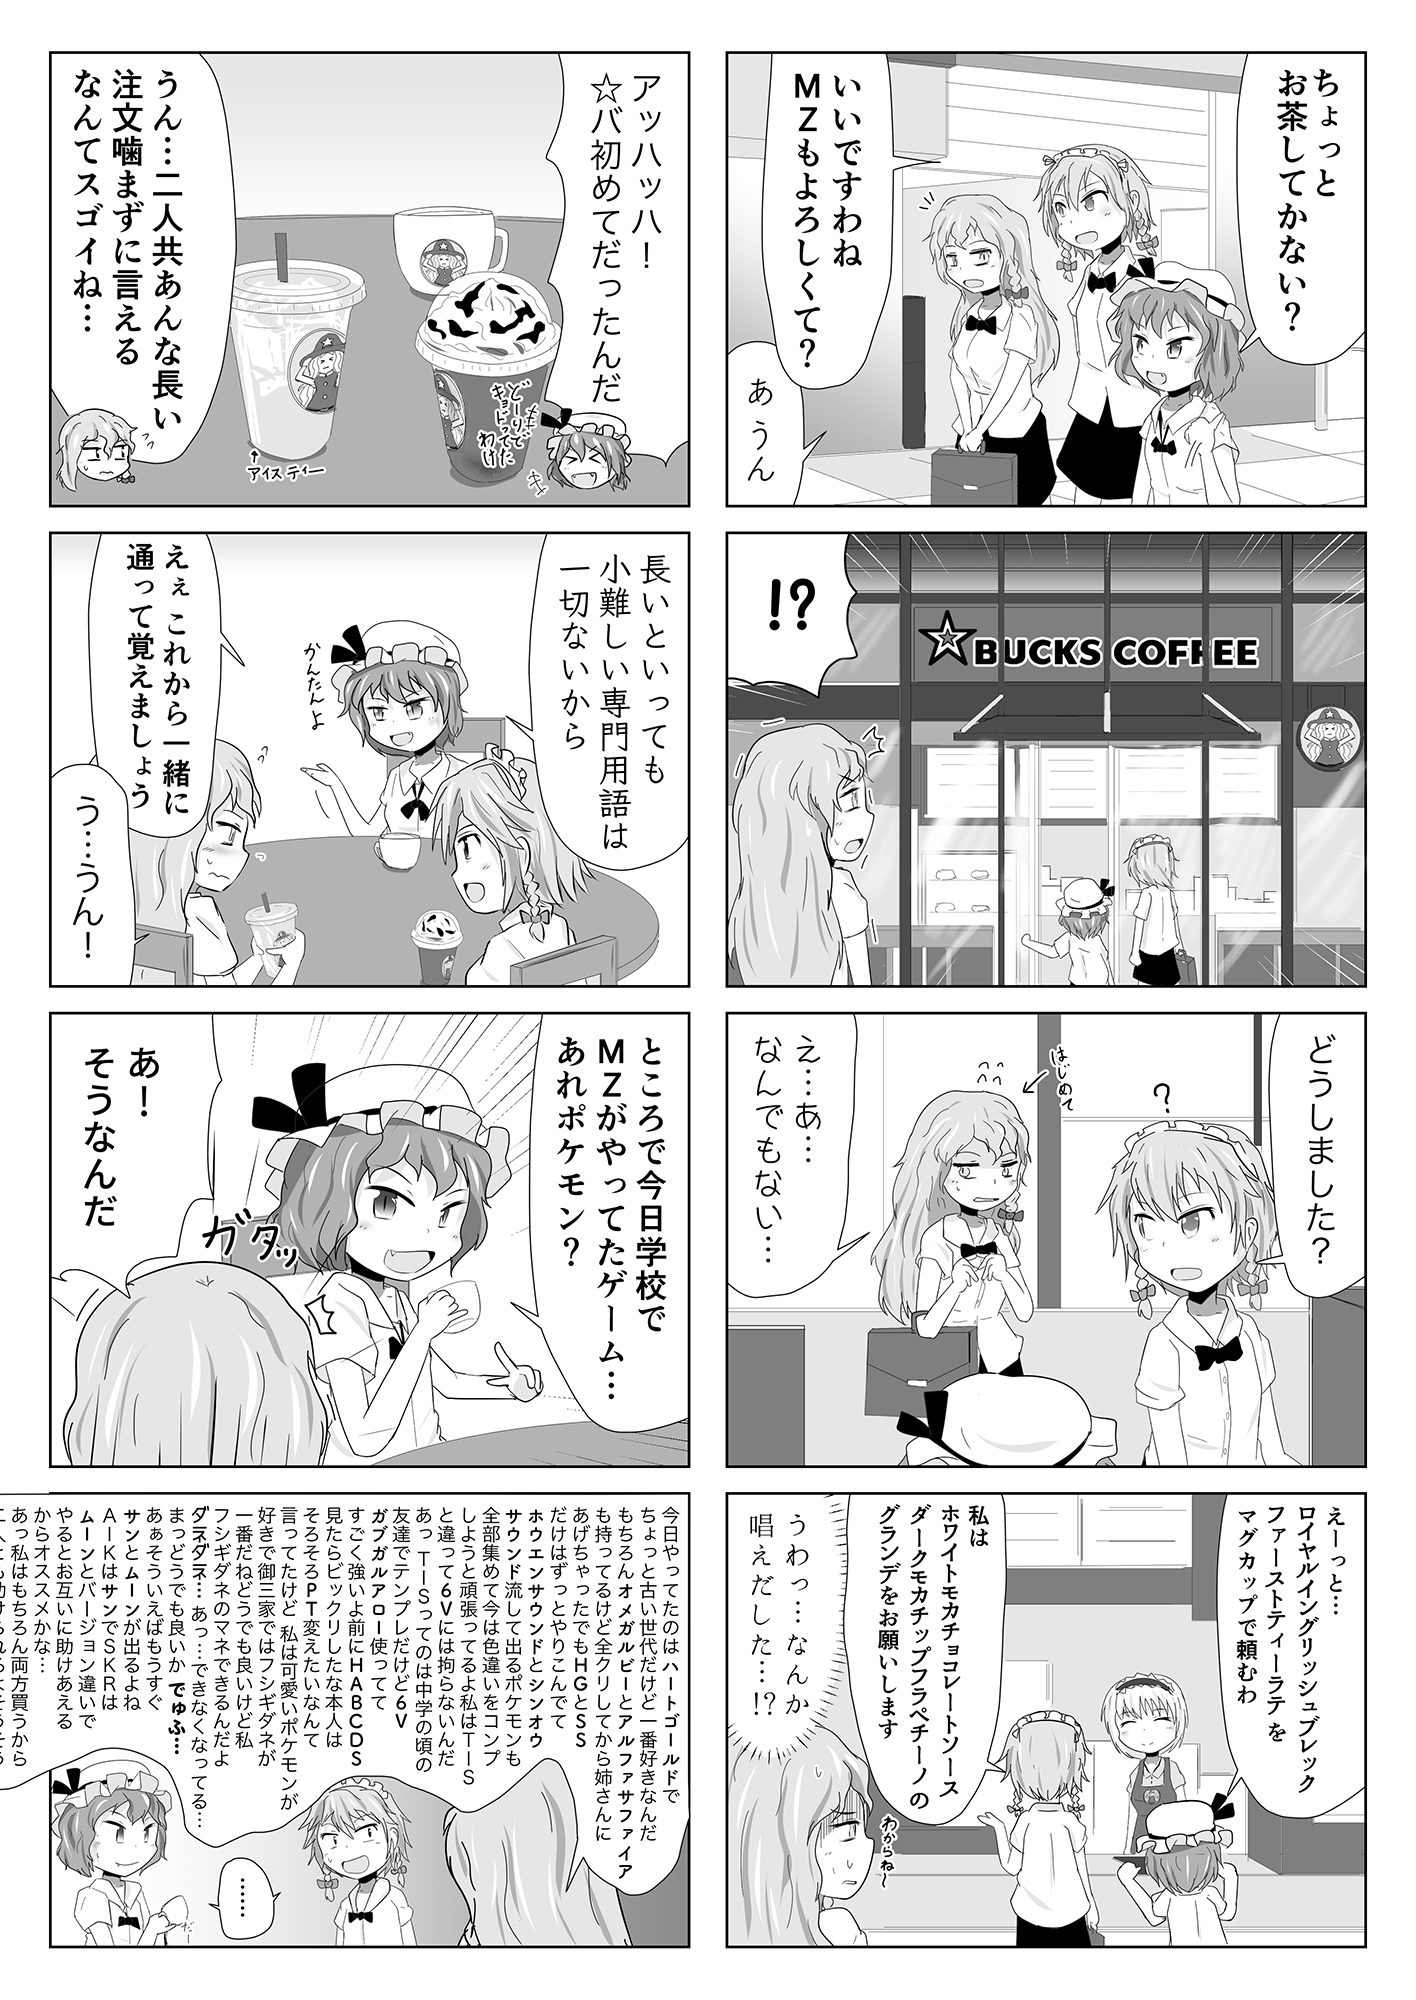 ちょっと
お茶してかない？
いいですわね
ＭＺもよろしくて？
あうん
!?
☆BUCKS COFFEE
どうしました？
？
はじめて
え…あ…
なんでもない…
えーっと…
ロイヤルイングリッシュブレック
ファーストティーラテを
マグカップで頼むわ
私は
ホワイトモカチョコレートソース
ダークモカチップフラペチーノの
グランデをお願いします
うわっ…なんか
唱えだした…!?
わからね〜
アッハッハ！
☆バ初めてだったんだ
どーりで
キョドってた
わけ
うん…二人共あんな長い
注文噛まずに言える
なんてスゴイね…
↑
アイスティー
長いといっても
小難しい専門用語は
一切ないから
かんたんよ
えぇ これから一緒に
通って覚えましょう
う…うん！
ところで今日学校で
ＭＺがやってたゲーム…
あれポケモン？
ガタッ
あ！
そうなんだ
今日やってたのはハートゴールドで
ちょっと古い世代だけど一番好きなんだ
もちろんオメガルビーとアルファサファイア
も持ってるけど全クリしてから姉さんに
あげちゃったでもHGとSS
だけはずっとやりこんでて
ホウエンサウンドとシンオウ
サウンド流して出るポケモンも
全部集めて今は色違いをコンプ
しようと頑張ってるよ私はTIS
と違って６Ｖには拘らないんだ
あっ TISってのは中学の頃の
友達でテンプレだけど６Ｖ
ガブガルアロー使ってて
すごく強いよ前にHABCDS
見たらビックリしたな本人は
そろそろPT変えたいなんて
言ってたけど 私は可愛いポケモンが
好きで御三家ではフシギダネが
一番だねどうでも良いけど私
フシギダネのマネできるんだよ
ダネダネ… あっ…できなくなってる…
まっどうでも良いか でゅふ…
あぁそういえばもうすぐ
サンとムーンが出るよね
ＡＩＫはサンでＳＫＲは
ムーンとバージョン違いで
やるとお互いに助けあえる
からオススメかな…
あっ私はもちろん両方買うから
………